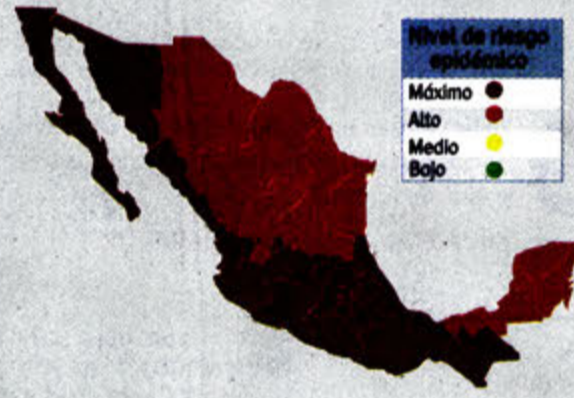 Nivel de riesgo
epidémico
Máximo
Alto
Medio
Bajo